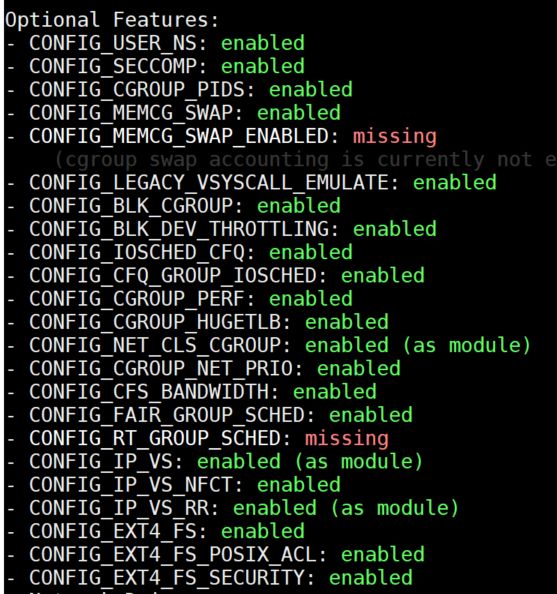 Optional Features:
- CONFIG_USER_NS: enabled
- CONFIG_SECCOMP: enabled
- CONFIG_CGROUP_PIDS: enabled
- CONFIG_MEMCG_SWAP: enabled
- CONFIG_MEMCG_SWAP_ENABLED: missing
(cgroup swap accounting is currently not e
- CONFIG_LEGACY_VSYSCALL_EMULATE: enabled
- CONFIG_BLK_CGROUP: enabled
- CONFIG_BLK_DEV_THROTTLING: enabled
- CONFIG_IOSCHED_CFQ: enabled
- CONFIG_CFQ_GROUP_IOSCHED: enabled
- CONFIG_CGROUP_PERF: enabled
- CONFIG_CGROUP_HUGETLB: enabled
- CONFIG_NET_CLS_CGROUP: enabled (as module)
- CONFIG_CGROUP_NET_PRIO: enabled
- CONFIG_CFS_BANDWIDTH: enabled
- CONFIG_FAIR_GROUP_SCHED: enabled
- CONFIG_RT_GROUP_SCHED: missing
- CONFIG_IP_VS: enabled (as module)
- CONFIG_IP_VS_NFCT: enabled
- CONFIG_IP_VS_RR: enabled (as module)
- CONFIG_EXT4_FS: enabled
- CONFIG_EXT4_FS_POSIX_ACL: enabled
- CONFIG_EXT4_FS_SECURITY: enabled